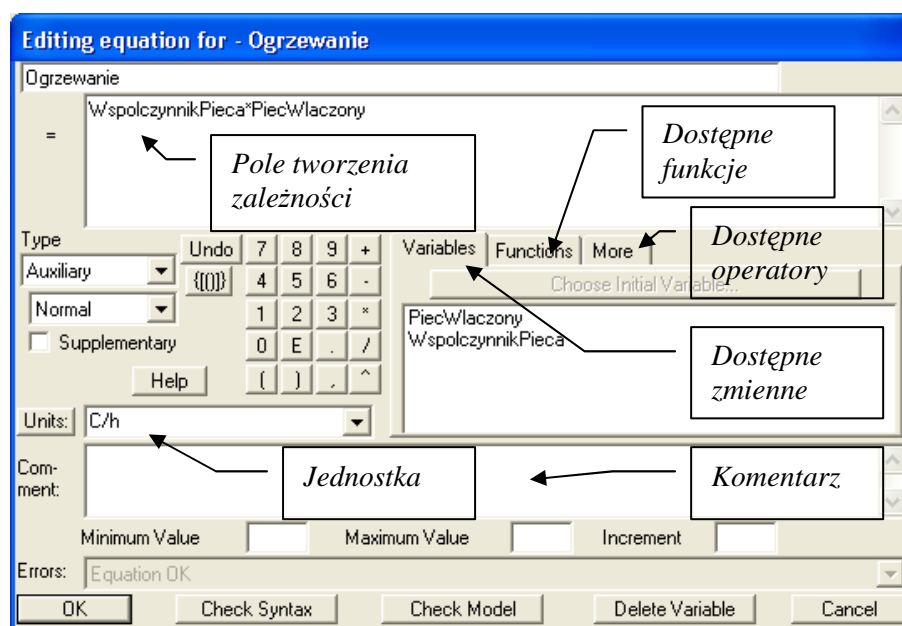 Editing equation for - Ogrzewanie
Ogrzewanie
=
WspolczynnikPieca*PiecWlaczony
Pole tworzenia
zależności
Dostępne
funkcje
Type
Auxiliary
Normal
Supplementary
Help
Undo 7 8 9 +
{[()]} 4 5 6 -
1 2 3 *
0 E . /
( ) , ^
Variables Functions More
Choose Initial Variable...
PiecWlaczony
WspolczynnikPieca
Dostępne
operatory
Dostępne
zmienne
Units: C/h
Com-
ment:
Jednostka
Komentarz
Minimum Value Maximum Value Increment
Errors: Equation OK
OK Check Syntax Check Model Delete Variable Cancel